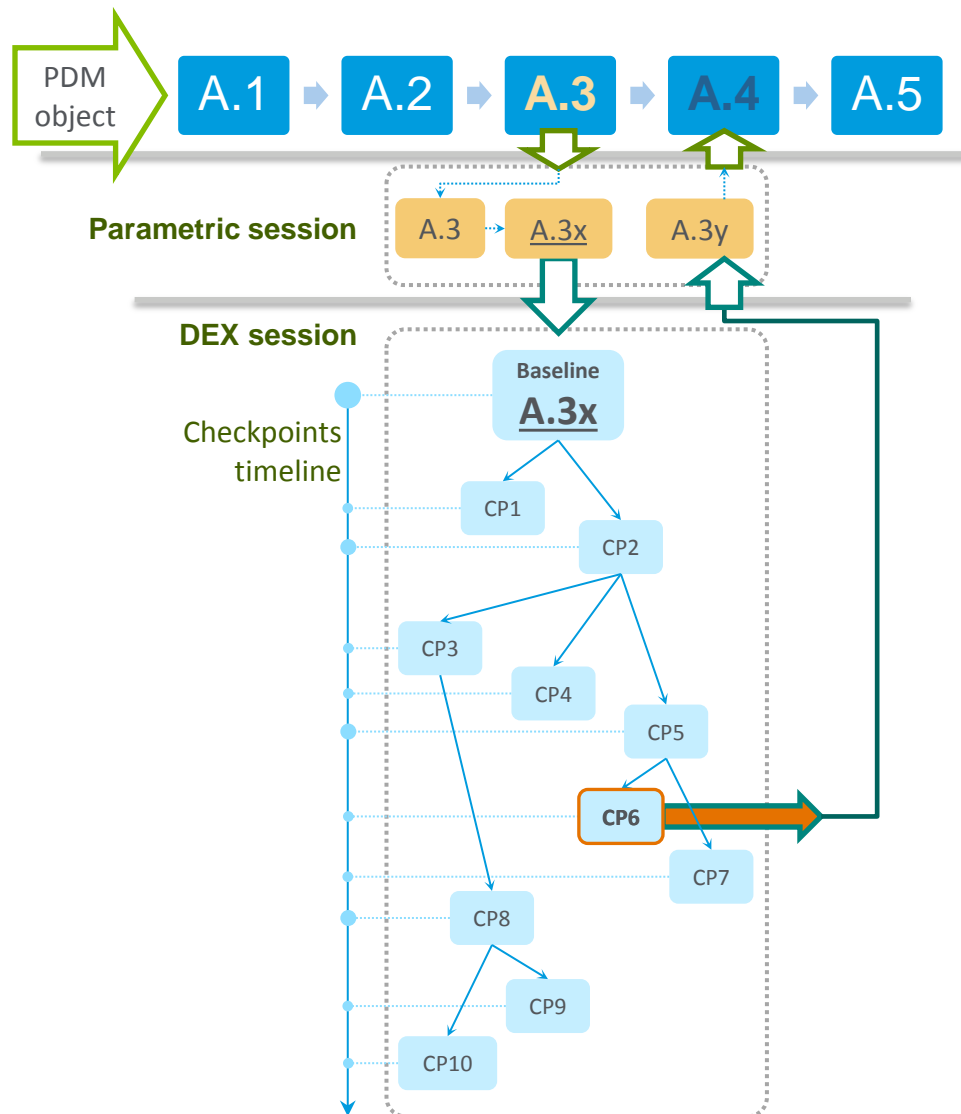 PDM
object
A.1
A.2
A.3
A.4
A.5
Parametric session
A.3
A.3x
A.3y
DEX session
Baseline
A.3x
Checkpoints
timeline
CP1
CP2
CP3
CP4
CP5
CP6
CP7
CP8
CP9
CP10